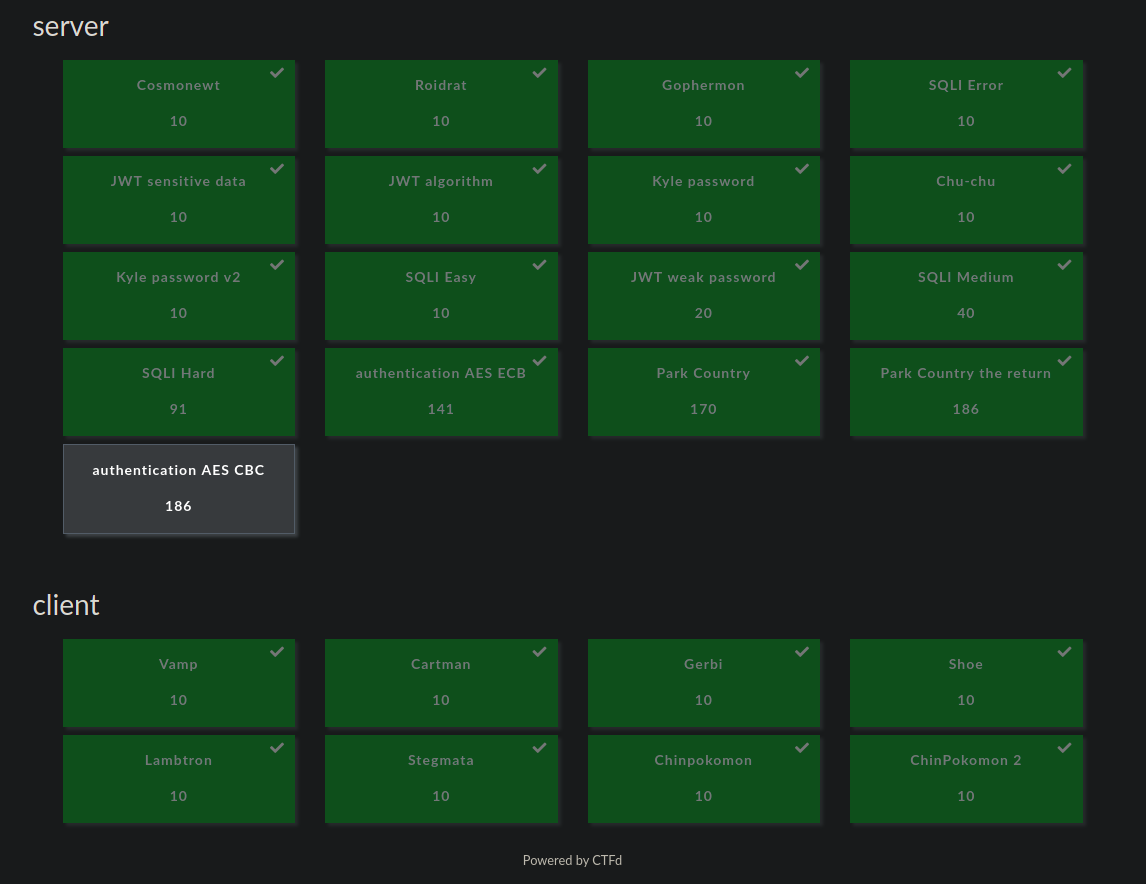 server
Cosmonewt
10
Roidrat
10
Gophermon
10
SQLI Error
10
JWT sensitive data
10
JWT algorithm
10
Kyle password
10
Chu-chu
10
Kyle password v2
10
SQLI Easy
10
JWT weak password
20
SQLI Medium
40
SQLI Hard
91
authentication AES ECB
141
Park Country
170
Park Country the return
186
authentication AES CBC
186
client
Vamp
10
Cartman
10
Gerbi
10
Shoe
10
Lambtron
10
Stegmata
10
Chinpokomon
10
ChinPokomon 2
10
Powered by CTFd